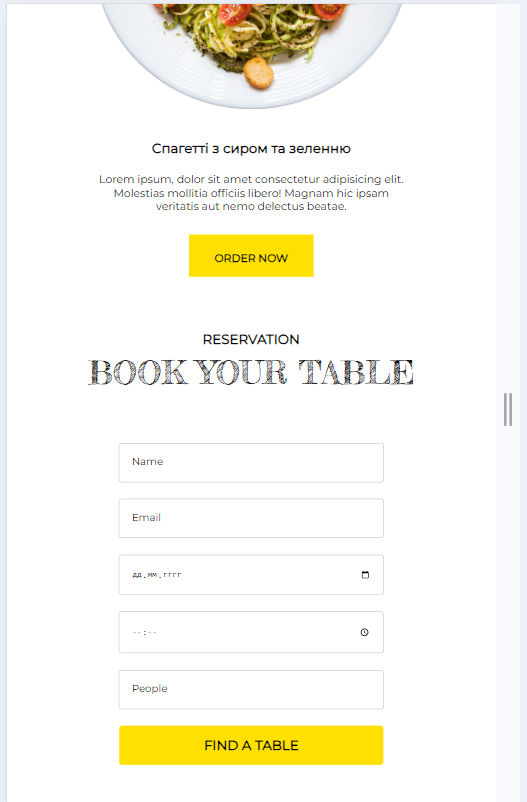 Спагетті з сиром та зеленню
Lorem ipsum, dolor sit amet consectetur adipisicing elit.
Molestias mollitia officiis libero! Magnam hic ipsam
veritatis aut nemo delectus beatae.
ORDER NOW
RESERVATION
BOOK YOUR TABLE
Name
Email
дд.мм.гггг
--:--
People
FIND A TABLE